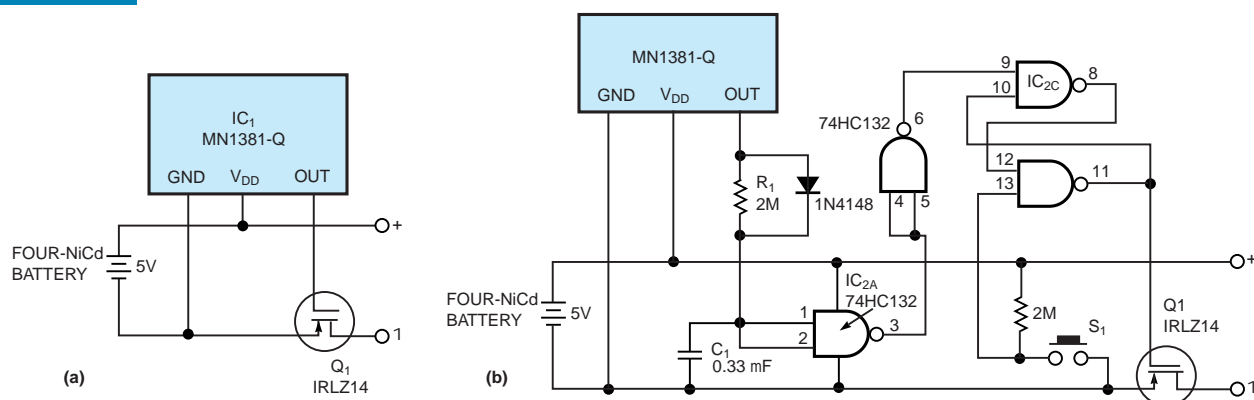 IC1
MN1381-Q
GND VDD OUT
+
FOUR-NiCd
BATTERY
5V
1
Q1
IRLZ14
(a)
MN1381-Q
GND VDD OUT
9
10
IC2C
8
74HC132
6
4 5
12
13
11
R1
2M
1N4148
+
FOUR-NiCd
BATTERY
5V
IC2A
74HC132
1
2
3
C1
0.33 mF
2M
S1
Q1
IRLZ14
1
(b)